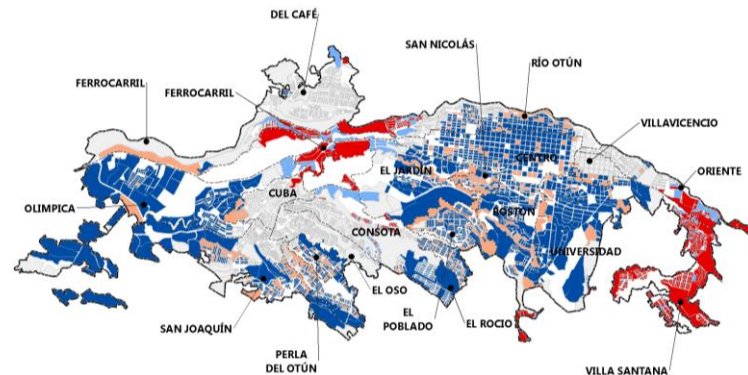 DEL CAFÉ
SAN NICOLÁS
RÍO OTÚN
FERROCARRIL
FERROCARRIL
VILLAVICENCIO
CENTRO
ORIENTE
EL JARDÍN
CUBA
OLIMPICA
BOSTON
CONSOTA
UNIVERSIDAD
EL OSO
SAN JOAQUÍN
EL
POBLADO
EL ROCIO
PERLA
DEL OTÚN
VILLA SANTANA